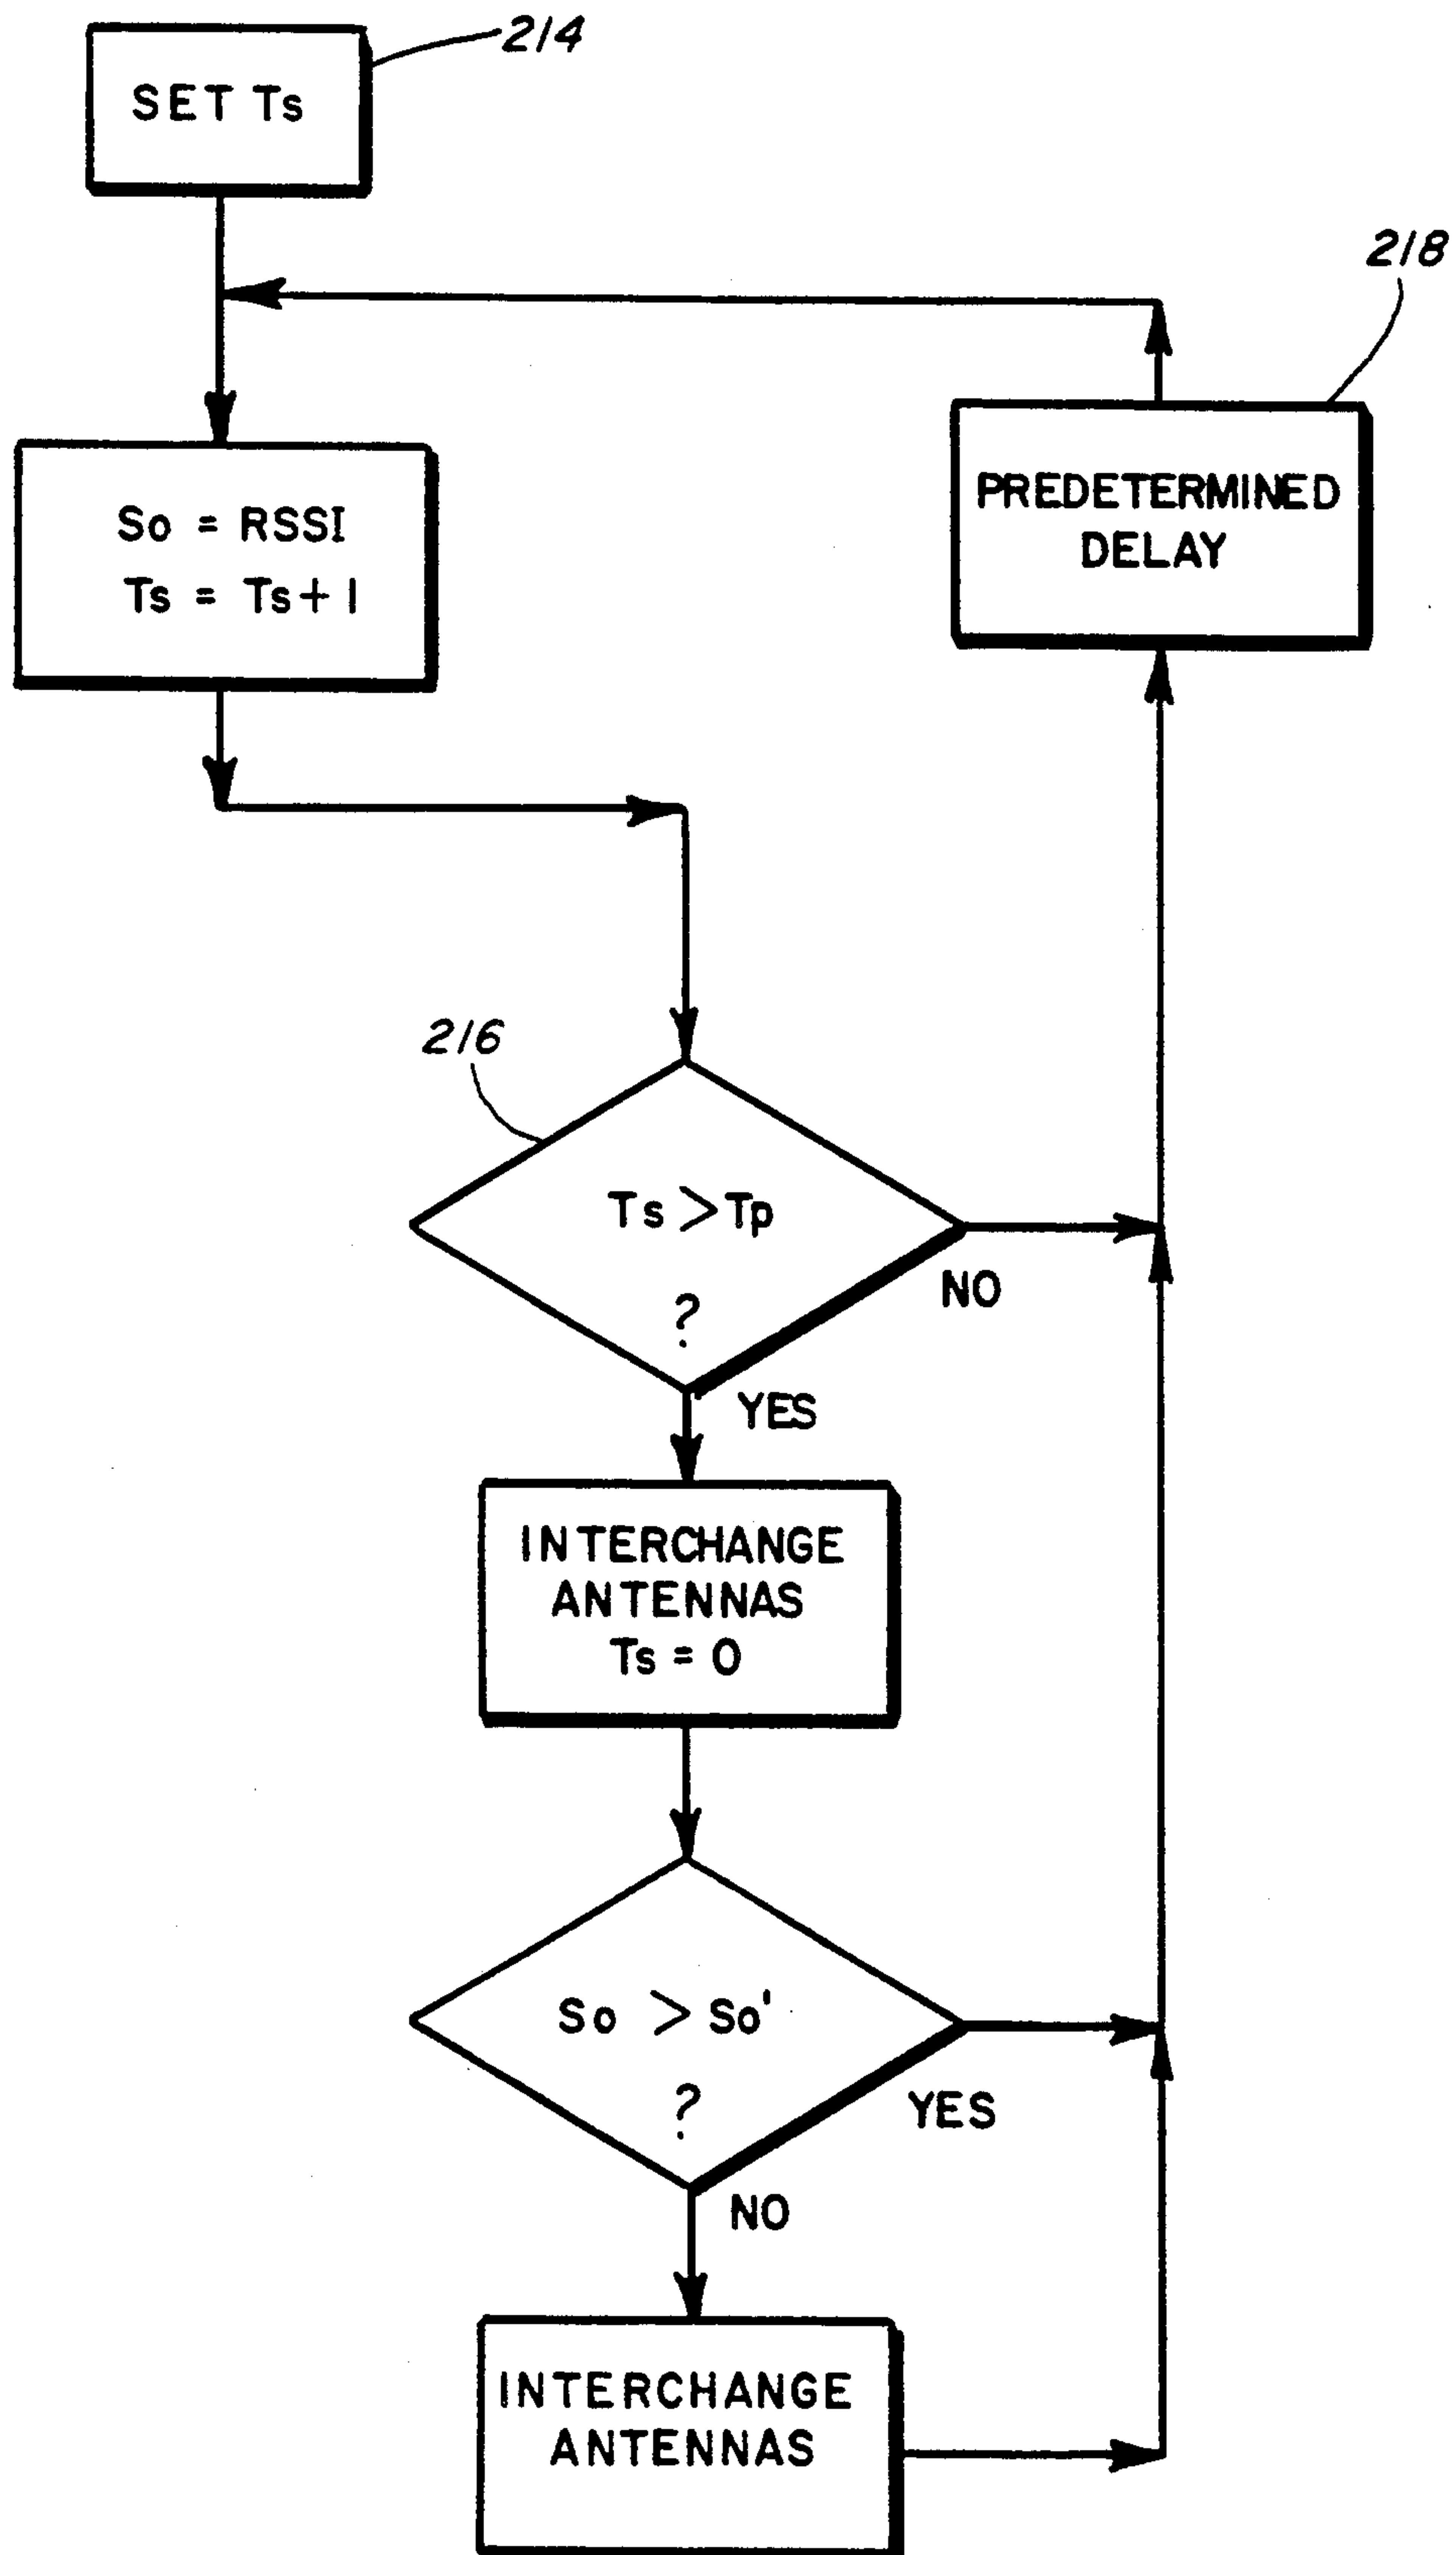 214
SET Ts
218
PREDETERMINED
DELAY
So = RSSI
Ts = Ts + 1
216
Ts > Tp
?
NO
YES
INTERCHANGE
ANTENNAS
Ts = 0
So > So'
?
YES
NO
INTERCHANGE
ANTENNAS